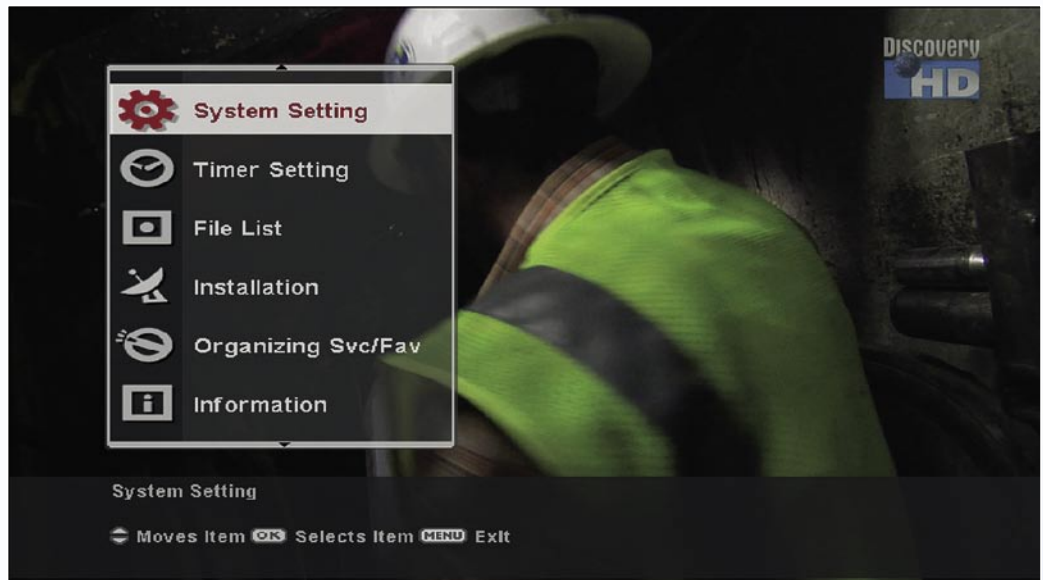 Discovery
HD
System Setting
Timer Setting
File List
Installation
Organizing Svc/Fav
Information
System Setting
Moves Item OK Selects Item MENU Exit